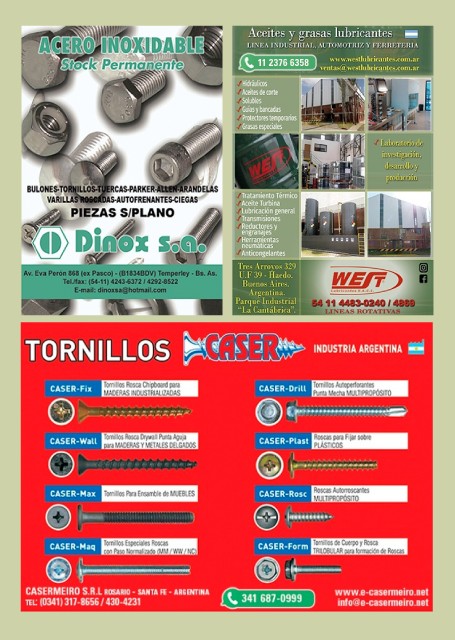 ACERO INOXIDABLE
Stock Permanente
BULONES-TORNILLOS-TUERCAS-PARKER-ALLEN-ARANDELAS
VARILLAS ROSCADAS-AUTOFRENANTES-CIEGAS
PIEZAS S/PLANO
Dinox s.a.
Av. Eva Perón 868 (ex Pasco) - (B1834BDV) Temperley - Bs. As.
Tel./fax: (54-11) 4243-6372 / 4292-8522
E-mail: dinoxsa@hotmail.com
Aceites y grasas lubricantes
LINEA INDUSTRIAL, AUTOMOTRIZ Y FERRETERIA
11 2376 6358
www.westlubricantes.com.ar
ventas@westlubricantes.com.ar
Hidráulicos
Aceites de corte
Solubles
Guías y barcadas
Protectores temporarios
Grasas especiales
WEST
Laboratorio de
investigación,
desarrollo y
producción
Tratamiento Térmico
Aceite Turbina
Lubricación general
Transmisiones
Reductores y
engranajes
Herramientas
neumáticas
Anticongelantes
Tres Arroyos 329
U.F 39 - Haedo.
Buenos Aires.
Argentina.
Parque Industrial
"La Cantábrica".
WEST
Lubricantes S.A.C.I.
54 11 4483-0240 / 4869
LINEAS ROTATIVAS
TORNILLOS CASER INDUSTRIA ARGENTINA
CASER-Fix
Tornillos Rosca Chipboard para
MADERAS INDUSTRIALIZADAS
CASER-Drill
Tornillos Autoperforantes
Punta Mecha MULTIPROPÓSITO
CASER-Wall
Tornillos Rosca Drywall Punta Aguja
para MADERAS Y METALES DELGADOS
CASER-Plast
Roscas para Fijar sobre
PLÁSTICOS
CASER-Max
Tornillos Para Ensamble de MUEBLES
CASER-Rosc
Roscas Autorroscantes
MULTIPROPÓSITO
CASER-Maq
Tornillos Especiales Roscas
con Paso Normalizado (MM / WW / NC)
CASER-Form
Tornillos de Cuerpo y Rosca
TRILOBULAR para formación de Roscas
CASERMEIRO S.R.L ROSARIO - SANTA FE - ARGENTINA
TEL: (0341) 317-8656 / 430-4231
341 687-0999
www.e-casermeiro.net
info@e-casermeiro.net